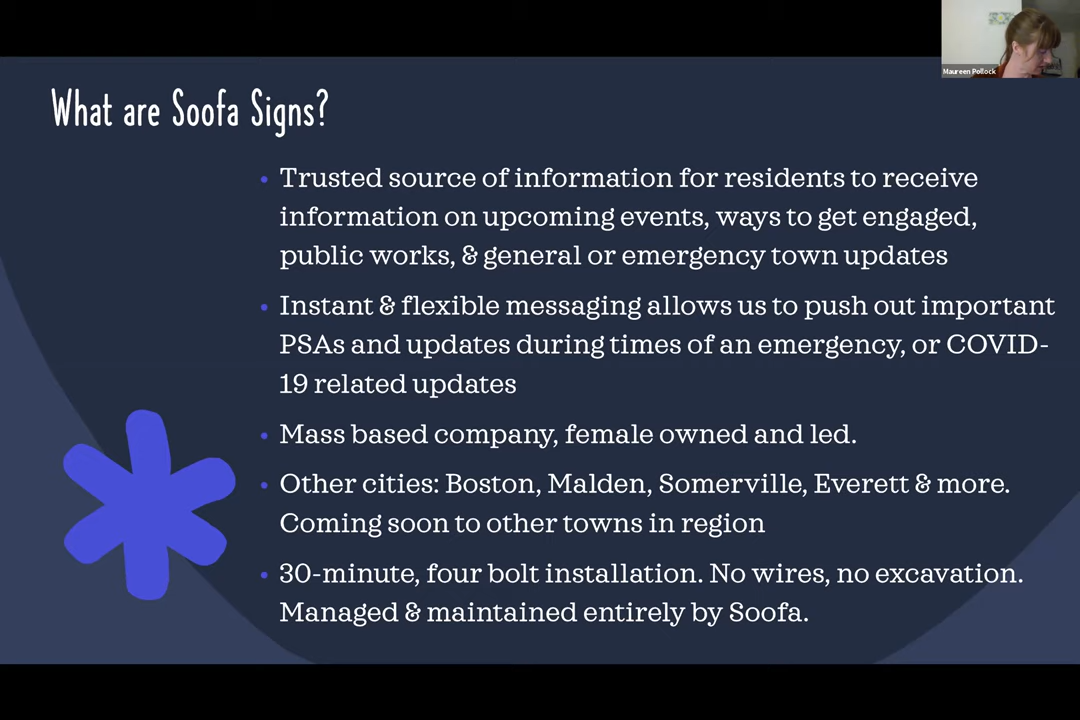 Maureen Pollock
What are Soofa Signs?
• Trusted source of information for residents to receive
information on upcoming events, ways to get engaged,
public works, & general or emergency town updates
• Instant & flexible messaging allows us to push out important
PSAs and updates during times of an emergency, or COVID-
19 related updates
• Mass based company, female owned and led.
• Other cities: Boston, Malden, Somerville, Everett & more.
Coming soon to other towns in region
• 30-minute, four bolt installation. No wires, no excavation.
Managed & maintained entirely by Soofa.